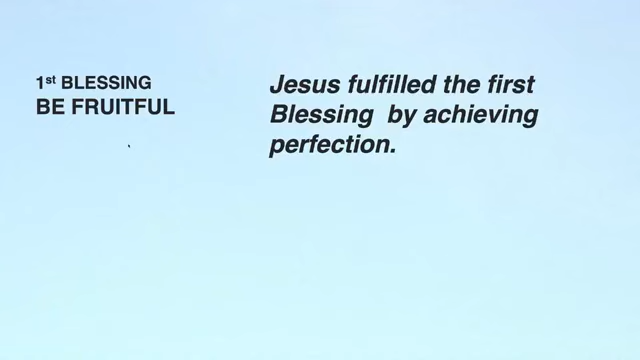 1st BLESSING
BE FRUITFUL
Jesus fulfilled the first
Blessing by achieving
perfection.